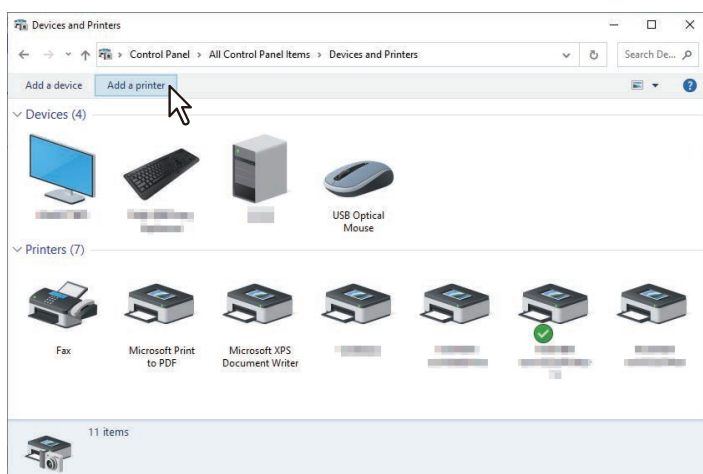 Devices and Printers
Control Panel > All Control Panel Items > Devices and Printers
Search De...
Add a device
Add a printer
Devices (4)
USB Optical
Mouse
Printers (7)
Fax
Microsoft Print
to PDF
Microsoft XPS
Document Writer
11 items